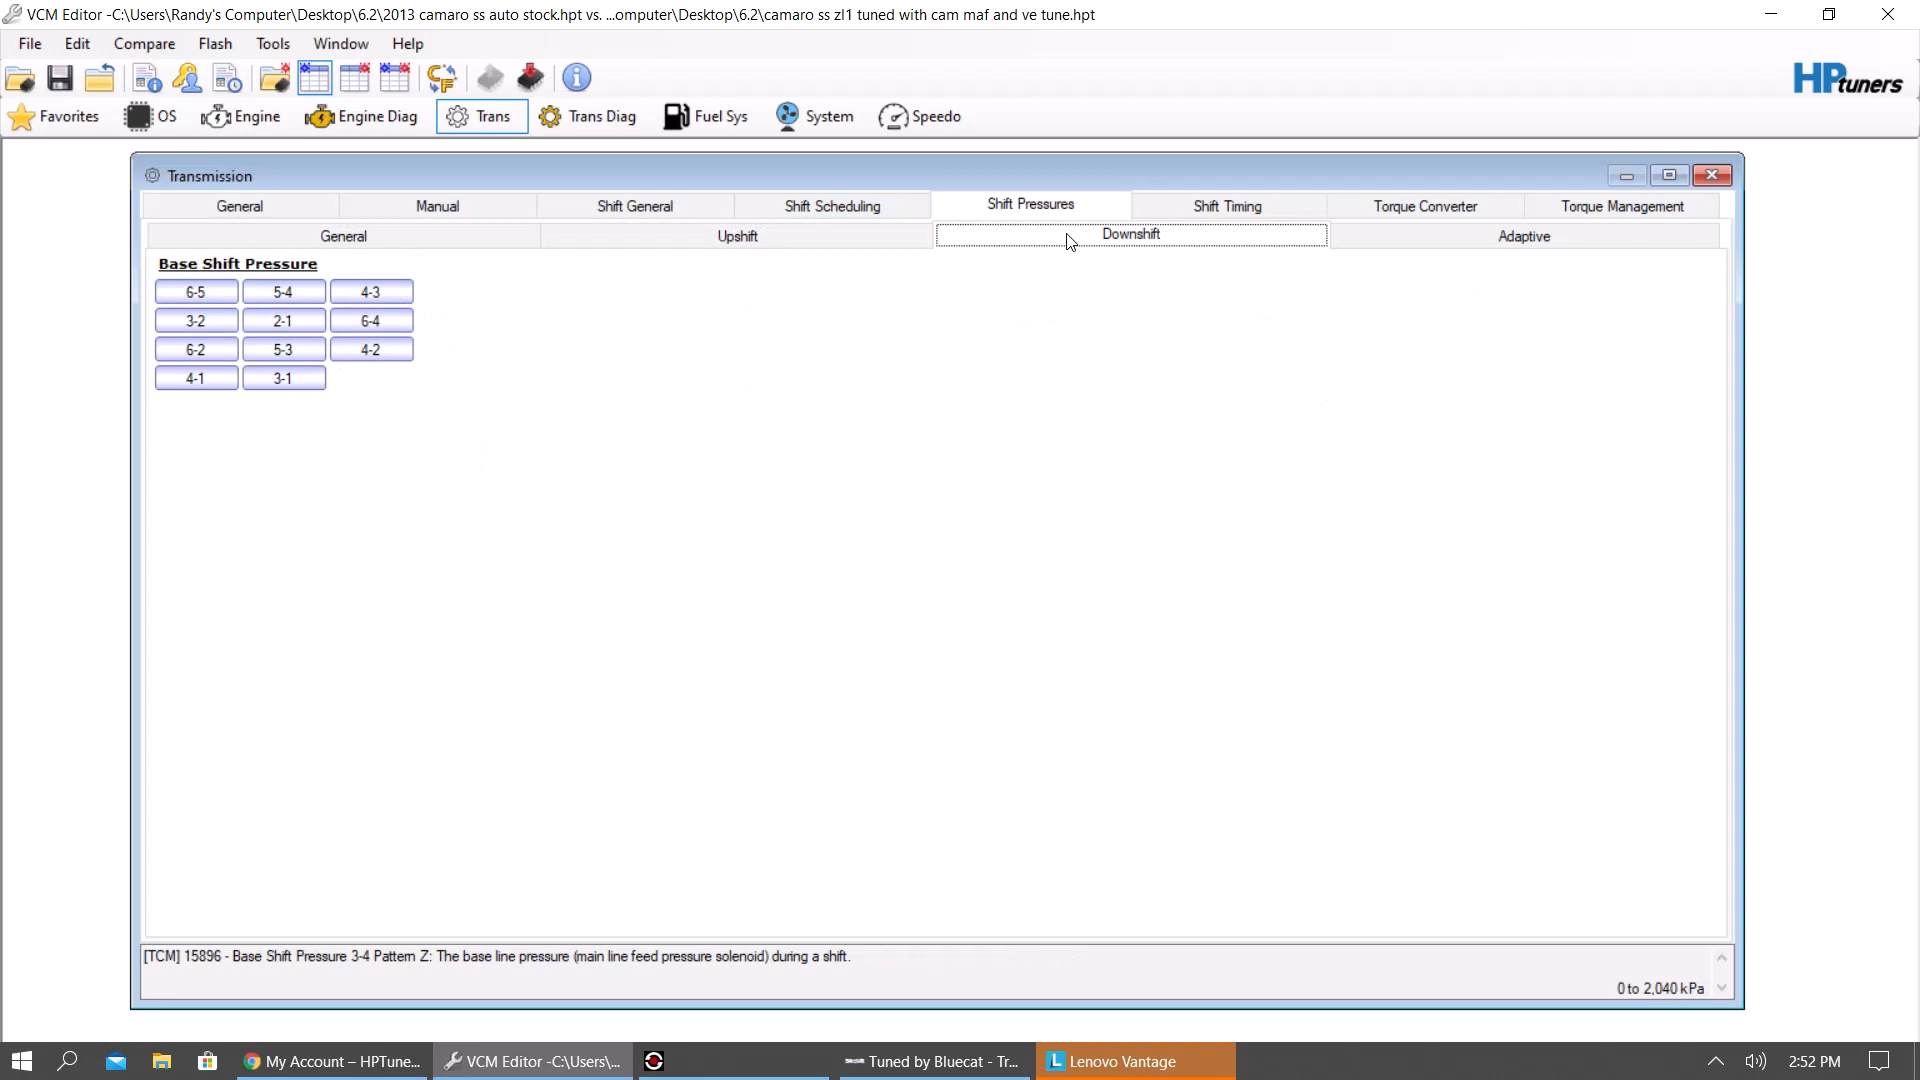 VCM Editor -C:\Users\Randy's Computer\Desktop\6.2\2013 camaro ss auto stock.hpt vs. ...omputer\Desktop\6.2\camaro ss zl1 tuned with cam maf and ve tune.hpt
File Edit Compare Flash Tools Window Help
HPtuners
Favorites OS Engine Engine Diag Trans Trans Diag Fuel Sys System Speedo
Transmission
General Manual Shift General Shift Scheduling Shift Pressures Shift Timing Torque Converter Torque Management
General Upshift Downshift Adaptive
Base Shift Pressure
6-5 5-4 4-3
3-2 2-1 6-4
6-2 5-3 4-2
4-1 3-1
[TCM] 15896 - Base Shift Pressure 3-4 Pattern Z: The base line pressure (main line feed pressure solenoid) during a shift.
0 to 2,040 kPa
My Account – HPTune... VCM Editor -C:\Users\... Tuned by Bluecat - Tr... L Lenovo Vantage 2:52 PM